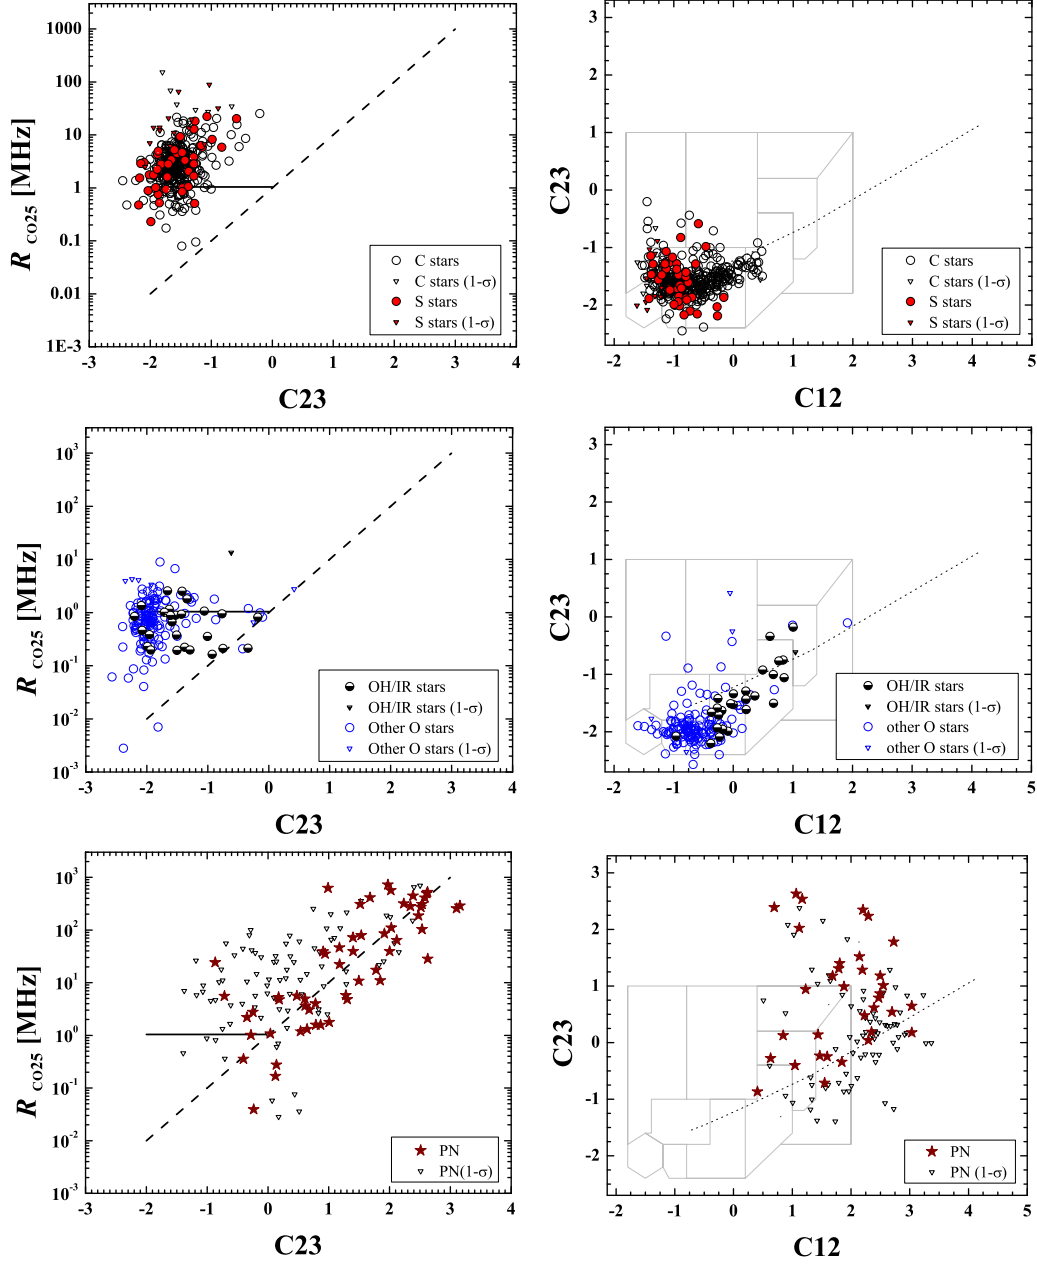 1000
100
10
1
0.1
0.01
1E-3
R CO25 [MHz]
-3 -2 -1 0 1 2 3 4
C23
C stars
C stars (1-σ)
S stars
S stars (1-σ)
3
2
1
0
-1
-2
C23
-2 -1 0 1 2 3 4 5
C12
C stars
C stars (1-σ)
S stars
S stars (1-σ)
10³
10²
10¹
10⁰
10⁻¹
10⁻²
10⁻³
R CO25 [MHz]
-3 -2 -1 0 1 2 3 4
C23
OH/IR stars
OH/IR stars (1-σ)
Other O stars
Other O stars (1-σ)
3
2
1
0
-1
-2
C23
-2 -1 0 1 2 3 4 5
C12
OH/IR stars
OH/IR stars (1-σ)
other O stars
other O stars (1-σ)
10³
10²
10¹
10⁰
10⁻¹
10⁻²
10⁻³
R CO25 [MHz]
-3 -2 -1 0 1 2 3 4
C23
PN
PN(1-σ)
3
2
1
0
-1
-2
C23
-2 -1 0 1 2 3 4 5
C12
PN
PN (1-σ)